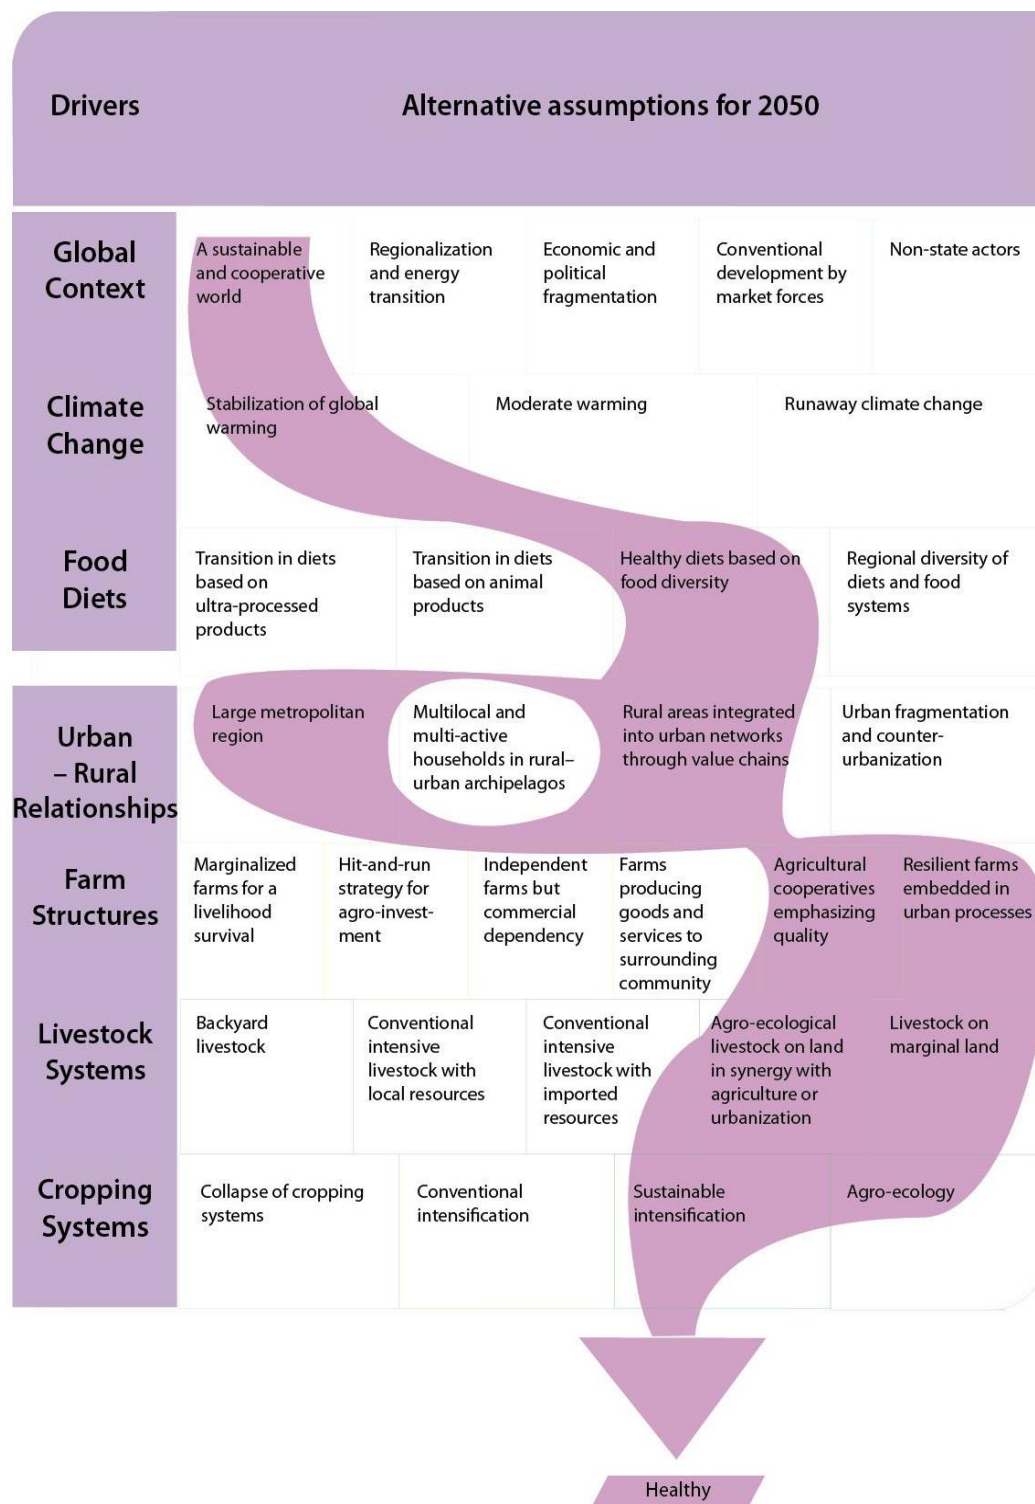 Drivers
Alternative assumptions for 2050
Global
Context
A sustainable
and cooperative
world
Regionalization
and energy
transition
Economic and
political
fragmentation
Conventional
development by
market forces
Non-state actors
Climate
Change
Stabilization of global
warming
Moderate warming
Runaway climate change
Food
Diets
Transition in diets
based on
ultra-processed
products
Transition in diets
based on animal
products
Healthy diets based on
food diversity
Regional diversity of
diets and food
systems
Urban
– Rural
Relationships
Large metropolitan
region
Multilocal and
multi-active
households in rural–
urban archipelagos
Rural areas integrated
into urban networks
through value chains
Urban fragmentation
and counter-
urbanization
Farm
Structures
Marginalized
farms for a
livelihood
survival
Hit-and-run
strategy for
agro-invest-
ment
Independent
farms but
commercial
dependency
Farms
producing
goods and
services to
surrounding
community
Agricultural
cooperatives
emphasizing
quality
Resilient farms
embedded in
urban processes
Livestock
Systems
Backyard
livestock
Conventional
intensive
livestock with
local resources
Conventional
intensive
livestock with
imported
resources
Agro-ecological
livestock on land
in synergy with
agriculture or
urbanization
Livestock on
marginal land
Cropping
Systems
Collapse of cropping
systems
Conventional
intensification
Sustainable
intensification
Agro-ecology
Healthy